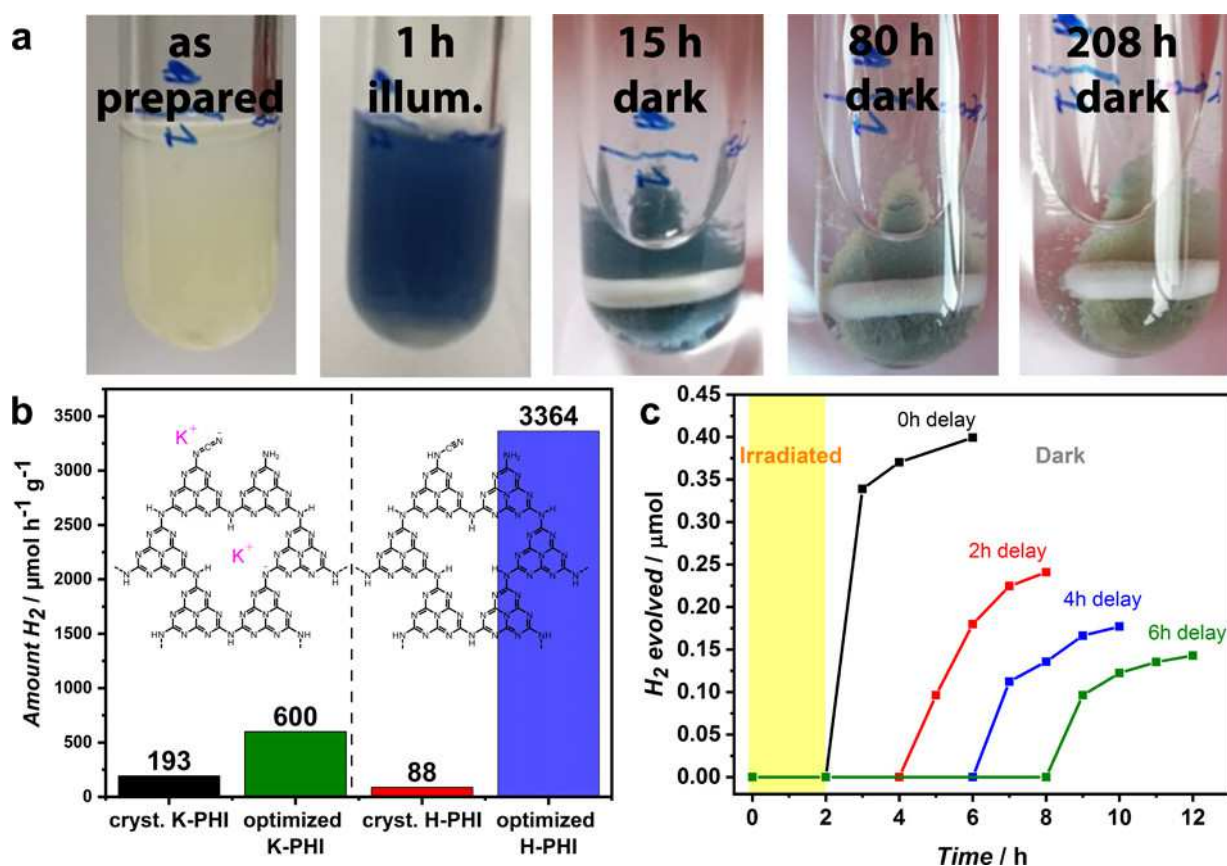 a
as
prepared
1 h
illum.
15 h
dark
80 h
dark
208 h
dark
b
Amount H₂ / µmol h⁻¹ g⁻¹
3500
3000
2500
2000
1500
1000
500
0
193
600
88
3364
K⁺
K⁺
NH₂
NH₂
cryst. K-PHI
optimized
K-PHI
cryst. H-PHI
optimized
H-PHI
c
H₂ evolved / µmol
0.45
0.40
0.35
0.30
0.25
0.20
0.15
0.10
0.05
0.00
Irradiated
Dark
0h delay
2h delay
4h delay
6h delay
0
2
4
6
8
10
12
Time / h